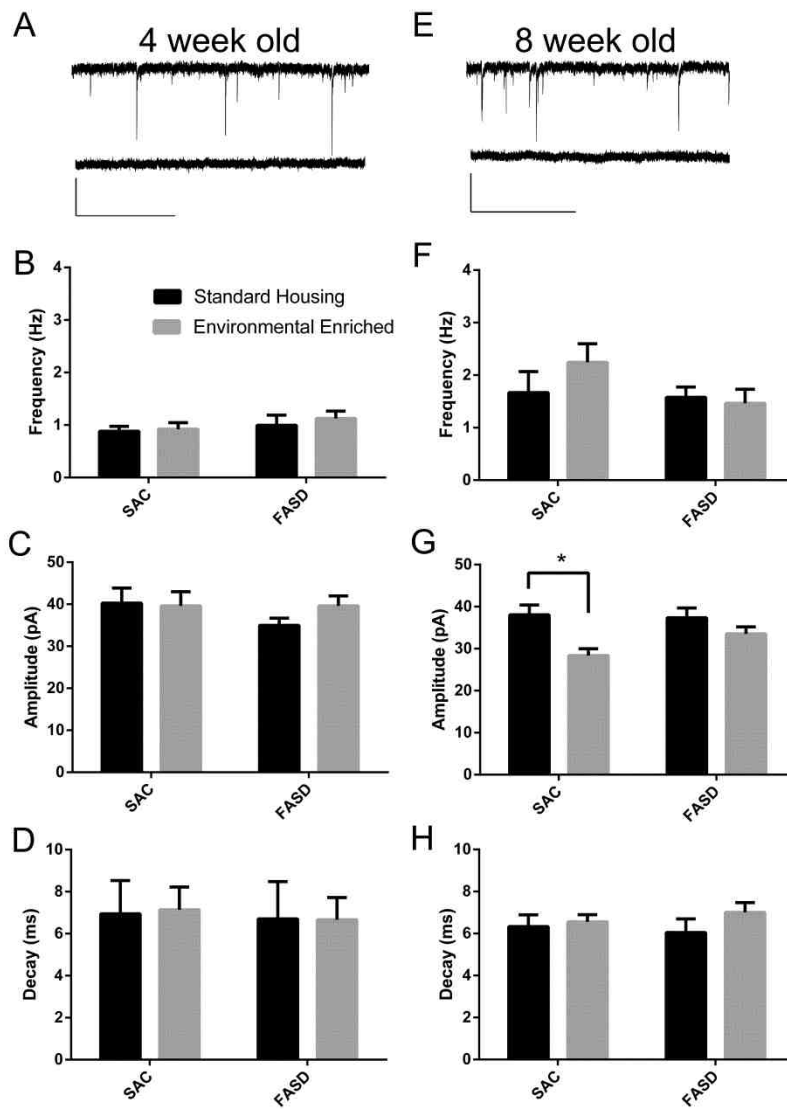 A
4 week old
E
8 week old
B
Frequency (Hz)
4
3
2
1
0
Standard Housing
Environmental Enriched
SAC
FASD
F
Frequency (Hz)
4
3
2
1
0
SAC
FASD
C
Amplitude (pA)
50
40
30
20
10
0
SAC
FASD
G
Amplitude (pA)
50
40
30
20
10
0
*
SAC
FASD
D
Decay (ms)
10
8
6
4
2
0
SAC
FASD
H
Decay (ms)
10
8
6
4
2
0
SAC
FASD